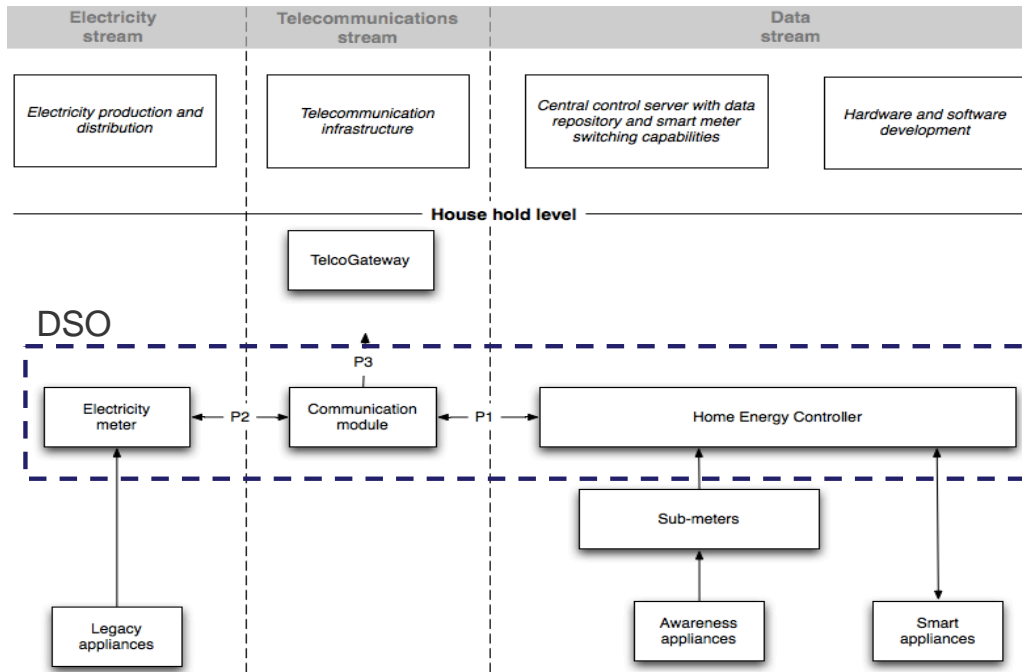 Electricity
stream
Telecommunications
stream
Data
stream
Electricity production and
distribution
Telecommunication
infrastructure
Central control server with data
repository and smart meter
switching capabilities
Hardware and software
development
House hold level
TelcoGateway
DSO
P3
Electricity
meter
P2
Communication
module
P1
Home Energy Controller
Sub-meters
Legacy
appliances
Awareness
appliances
Smart
appliances